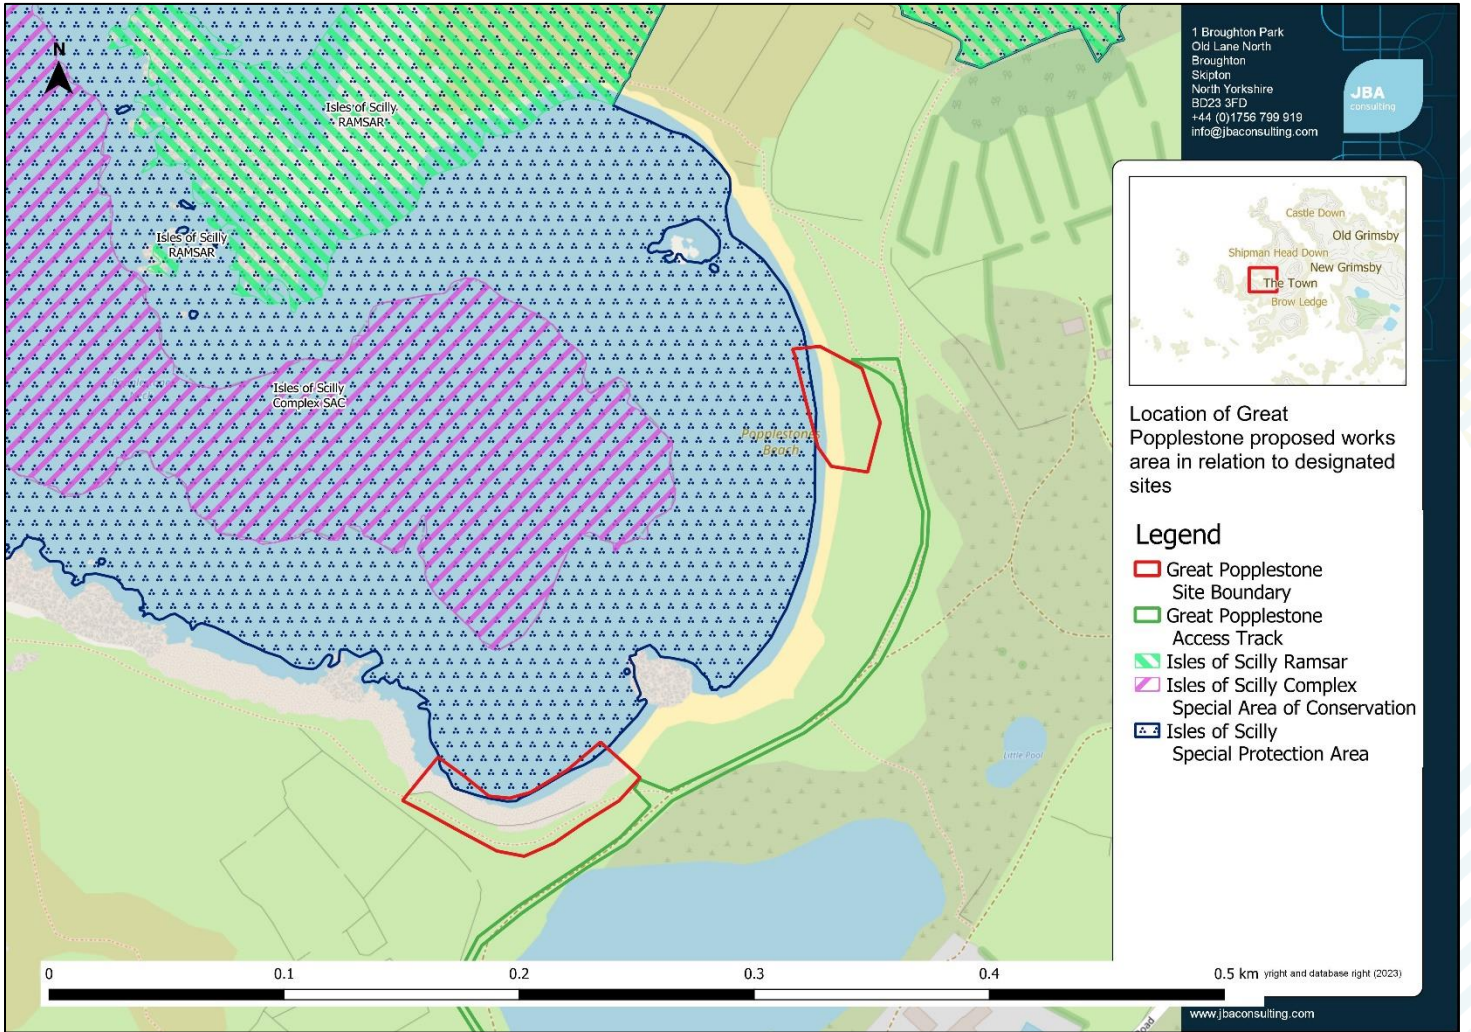 N
Isles of Scilly
RAMSAR
Isles of Scilly
RAMSAR
Isles of Scilly
Complex SAC
Popplestones
Beach
Little Pool
Road
0
0.1
0.2
0.3
0.4
0.5 km
1 Broughton Park
Old Lane North
Broughton
Skipton
North Yorkshire
BD23 3FD
+44 (0)1756 799 919
info@jbaconsulting.com
JBA
consulting
Castle Down
Old Grimsby
Shipman Head Down
New Grimsby
The Town
Brow Ledge
Location of Great
Popplestone proposed works
area in relation to designated
sites
Legend
Great Popplestone
Site Boundary
Great Popplestone
Access Track
Isles of Scilly Ramsar
Isles of Scilly Complex
Special Area of Conservation
Isles of Scilly
Special Protection Area
yright and database right (2023)
www.jbaconsulting.com